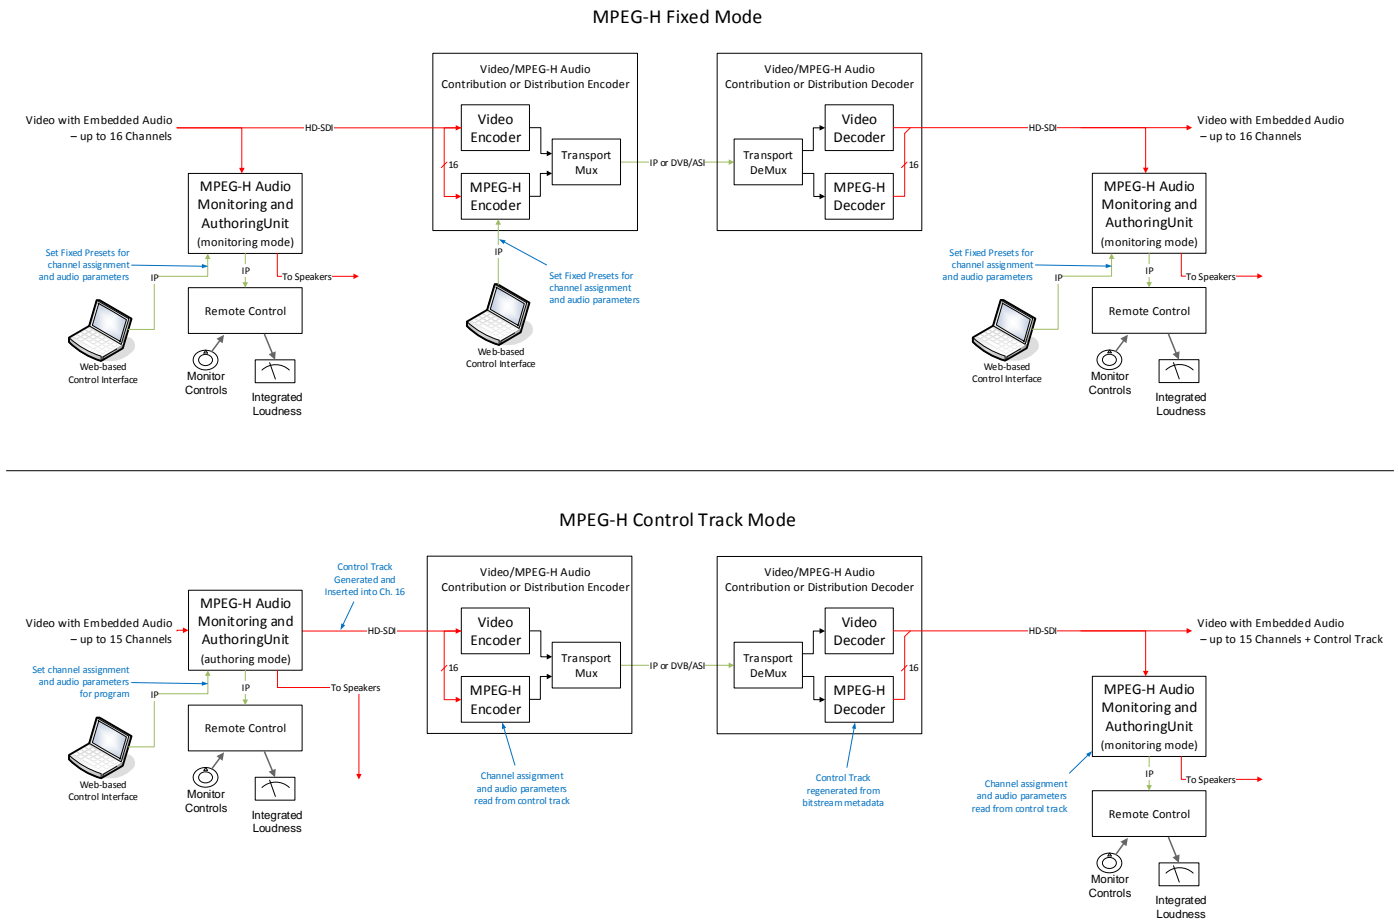 MPEG-H Fixed Mode
Video/MPEG-H Audio
Contribution or Distribution Encoder
Video/MPEG-H Audio
Contribution or Distribution Decoder
Video with Embedded Audio
– up to 16 Channels
HD-SDI
Video
Encoder
16
MPEG-H
Encoder
Transport
Mux
IP or DVB/ASI
Transport
DeMux
Video
Decoder
16
MPEG-H
Decoder
HD-SDI
Video with Embedded Audio
– up to 16 Channels
MPEG-H Audio
Monitoring and
AuthoringUnit
(monitoring mode)
Set Fixed Presets for
channel assignment
and audio parameters
IP
IP
To Speakers
Remote Control
Web-based
Control Interface
Monitor
Controls
Integrated
Loudness
IP
Set Fixed Presets for
channel assignment
and audio parameters
Web-based
Control Interface
MPEG-H Audio
Monitoring and
AuthoringUnit
(monitoring mode)
Set Fixed Presets for
channel assignment
and audio parameters
IP
IP
To Speakers
Remote Control
Web-based
Control Interface
Monitor
Controls
Integrated
Loudness
MPEG-H Control Track Mode
Control Track
Generated and
Inserted into Ch. 16
Video/MPEG-H Audio
Contribution or Distribution Encoder
Video/MPEG-H Audio
Contribution or Distribution Decoder
Video with Embedded Audio
– up to 15 Channels
MPEG-H Audio
Monitoring and
AuthoringUnit
(authoring mode)
HD-SDI
Video
Encoder
16
MPEG-H
Encoder
Transport
Mux
IP or DVB/ASI
Transport
DeMux
Video
Decoder
16
MPEG-H
Decoder
HD-SDI
Video with Embedded Audio
– up to 15 Channels + Control Track
Set channel assignment
and audio parameters
for program
IP
IP
To Speakers
Remote Control
Web-based
Control Interface
Monitor
Controls
Integrated
Loudness
Channel assignment
and audio parameters
read from control track
Control Track
regenerated from
bitstream metadata
MPEG-H Audio
Monitoring and
AuthoringUnit
(monitoring mode)
Channel assignment
and audio parameters
read from control track
IP
To Speakers
Remote Control
Monitor
Controls
Integrated
Loudness